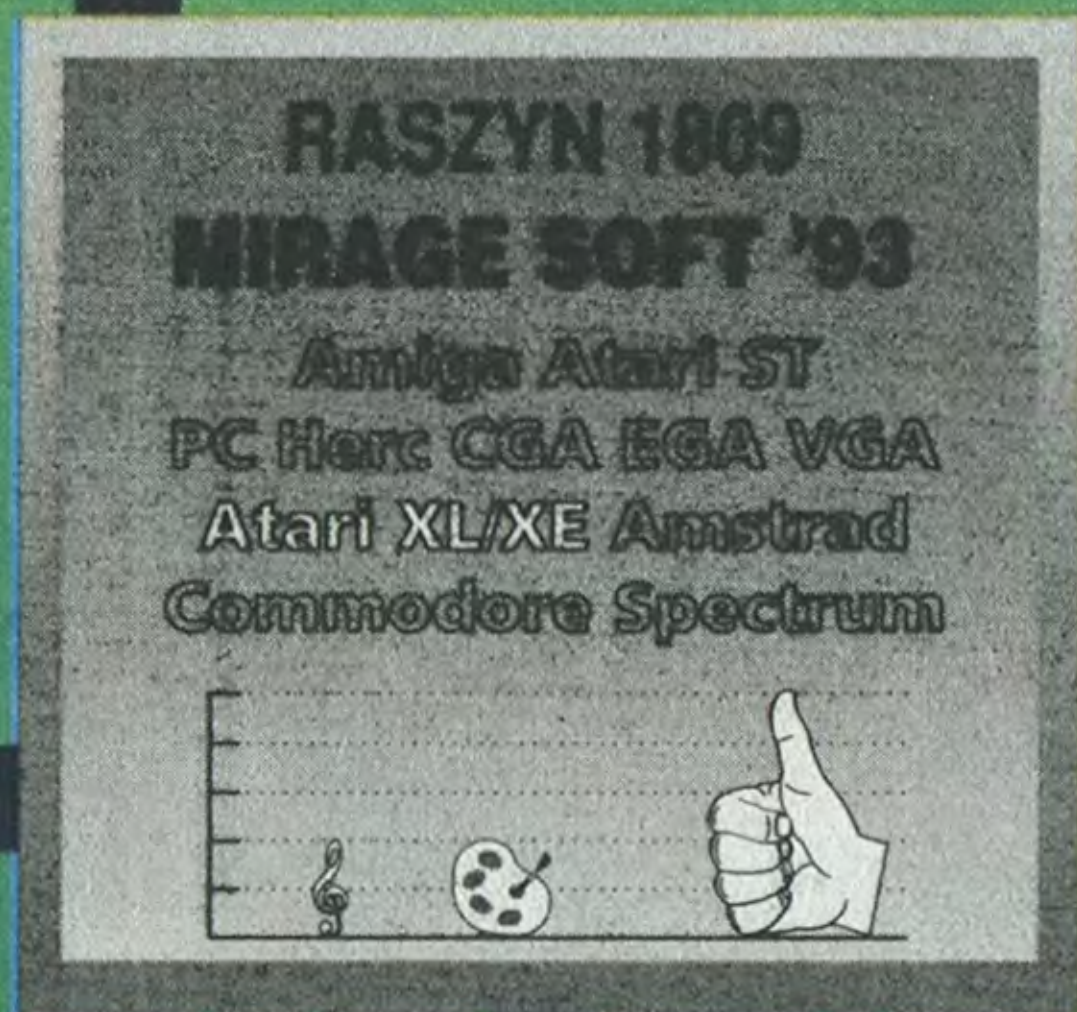 RASZYN 1809
MIRAGE SOFT '93
Amiga Atari ST
PC Herc CGA EGA VGA
Atari XL/XE Amstrad
Commodore Spectrum